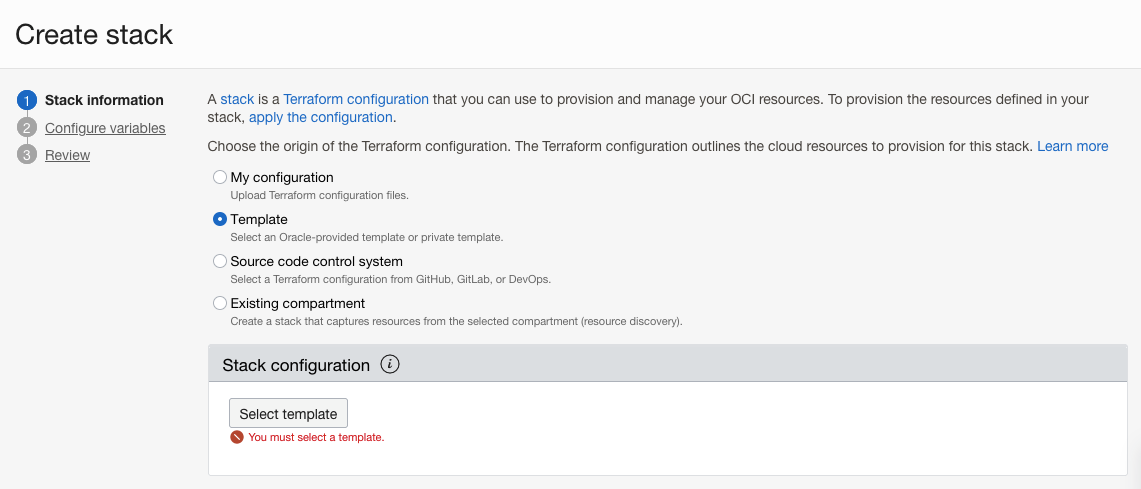 Create stack
1 Stack information
2 Configure variables
3 Review
A stack is a Terraform configuration that you can use to provision and manage your OCI resources. To provision the resources defined in your
stack, apply the configuration.
Choose the origin of the Terraform configuration. The Terraform configuration outlines the cloud resources to provision for this stack. Learn more
My configuration
Upload Terraform configuration files.
Template
Select an Oracle-provided template or private template.
Source code control system
Select a Terraform configuration from GitHub, GitLab, or DevOps.
Existing compartment
Create a stack that captures resources from the selected compartment (resource discovery).
Stack configuration i
Select template
You must select a template.